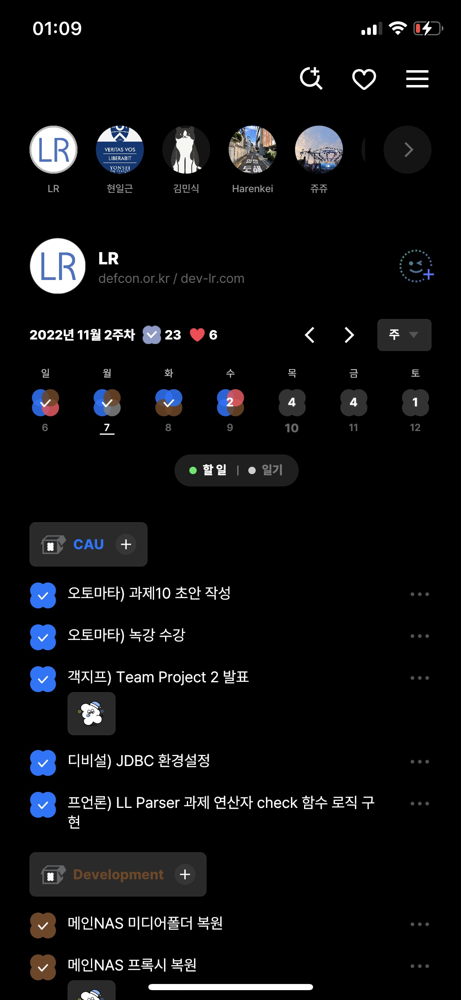 01:09
LR
VERITAS VOS
LIBERABIT
YONSEI
UNIVERSITY
LR
현일근
김민식
Harenkei
쥬쥬
LR
LR
defcon.or.kr / dev-lr.com
2022년 11월 2주차 23 6
주
일 월 화 수 목 금 토
2 4 4 1
6 7 8 9 10 11 12
할 일 | 일기
CAU +
오토마타) 과제10 초안 작성
오토마타) 녹강 수강
객지프) Team Project 2 발표
디비설) JDBC 환경설정
프언론) LL Parser 과제 연산자 check 함수 로직 구
현
Development +
메인NAS 미디어폴더 복원
메인NAS 프록시 복원